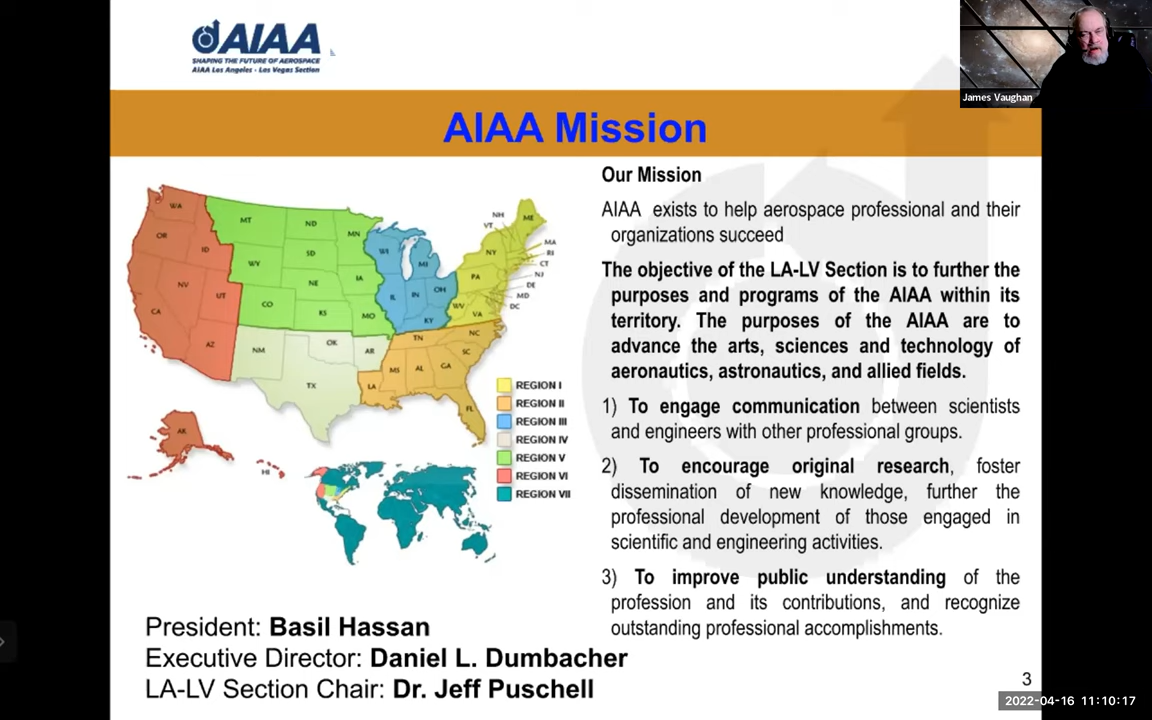 AIAA
SHAPING THE FUTURE OF AEROSPACE
AIAA Los Angeles - Las Vegas Section
James Vaughan
AIAA Mission
WA
OR
ID
NV
UT
CA
AZ
MT
ND
MN
SD
WY
NE
IA
CO
KS
MO
WI
MI
IL
IN
OH
KY
NH
VT
ME
MA
RI
CT
NJ
DE
MD
DC
NY
PA
WV
VA
NM
OK
AR
TX
TN
NC
SC
MS
AL
GA
LA
FL
AK
HI
REGION I
REGION II
REGION III
REGION IV
REGION V
REGION VI
REGION VII
Our Mission
AIAA exists to help aerospace professional and their
organizations succeed
The objective of the LA-LV Section is to further the
purposes and programs of the AIAA within its
territory. The purposes of the AIAA are to
advance the arts, sciences and technology of
aeronautics, astronautics, and allied fields.
1) To engage communication between scientists
and engineers with other professional groups.
2) To encourage original research, foster
dissemination of new knowledge, further the
professional development of those engaged in
scientific and engineering activities.
3) To improve public understanding of the
profession and its contributions, and recognize
outstanding professional accomplishments.
President: Basil Hassan
Executive Director: Daniel L. Dumbacher
LA-LV Section Chair: Dr. Jeff Puschell
3
2022-04-16 11:10:17